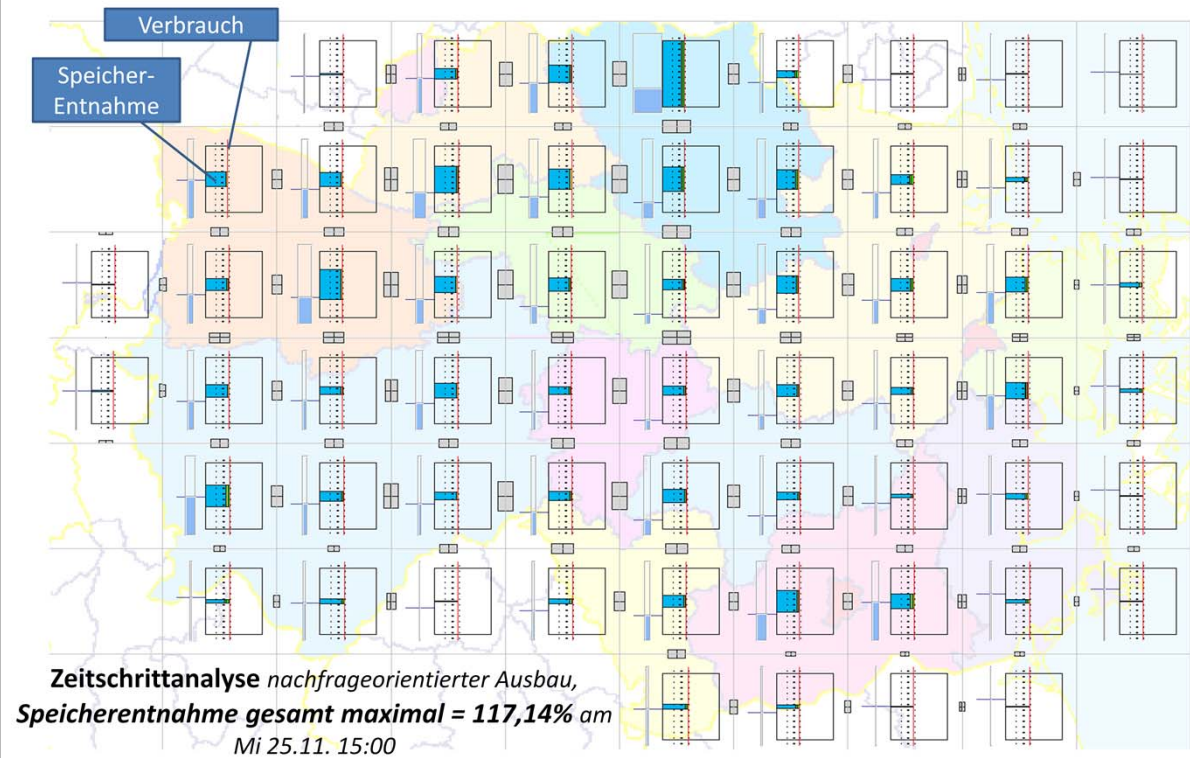 Verbrauch
Speicher-
Entnahme
Zeitschrittanalyse nachfrageorientierter Ausbau,
Speicherentnahme gesamt maximal = 117,14% am
Mi 25.11. 15:00